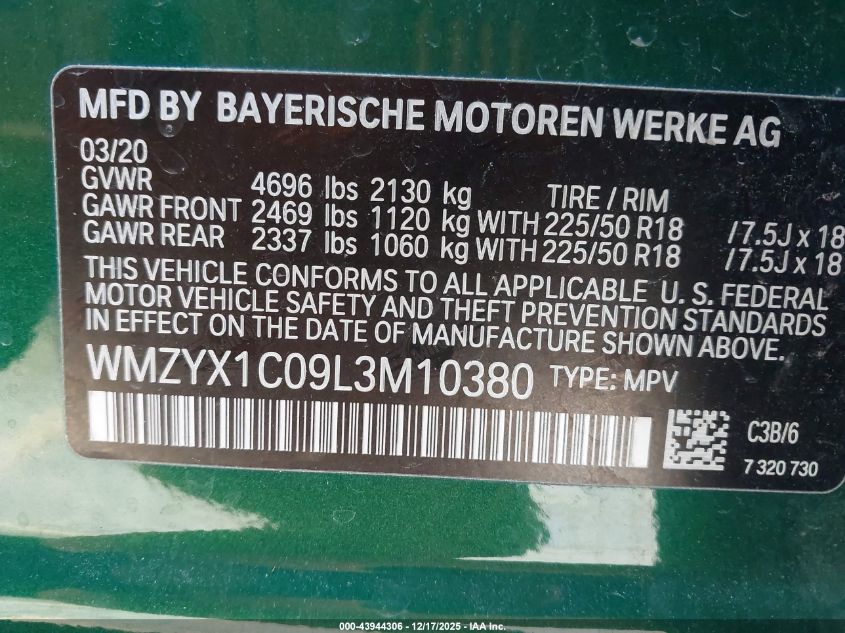 MFD BY BAYERISCHE MOTOREN WERKE AG
03/20
GVWR 4696 lbs 2130 kg TIRE / RIM
GAWR FRONT 2469 lbs 1120 kg WITH 225/50 R18 /7.5J x 18
GAWR REAR 2337 lbs 1060 kg WITH 225/50 R18 /7.5J x 18
THIS VEHICLE CONFORMS TO ALL APPLICABLE U. S. FEDERAL
MOTOR VEHICLE SAFETY AND THEFT PREVENTION STANDARDS
IN EFFECT ON THE DATE OF MANUFACTURE SHOWN ABOVE.
WMZYX1C09L3M10380 TYPE: MPV
C3B/6
7 320 730
000-43944306 - 12/17/2025 - IAA Inc.